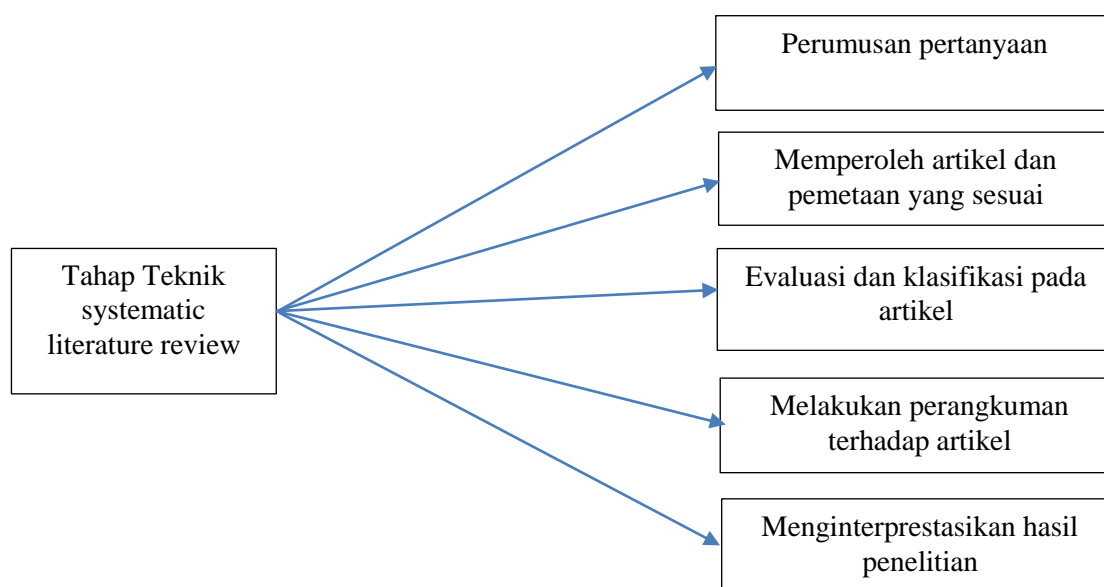 Tahap Teknik
systematic
literature review
Perumusan pertanyaan
Memperoleh artikel dan
pemetaan yang sesuai
Evaluasi dan klasifikasi pada
artikel
Melakukan perangkuman
terhadap artikel
Menginterprestasikan hasil
penelitian